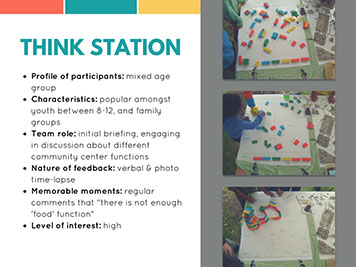 THINK STATION
• Profile of participants: mixed age
group
• Characteristics: popular amongst
youth between 8-12, and family
groups
• Team role: initial briefing, engaging
in discussion about different
community center functions
• Nature of feedback: verbal & photo
time-lapse
• Memorable moments: regular
comments that "there is not enough
'food' function"
• Level of interest: high